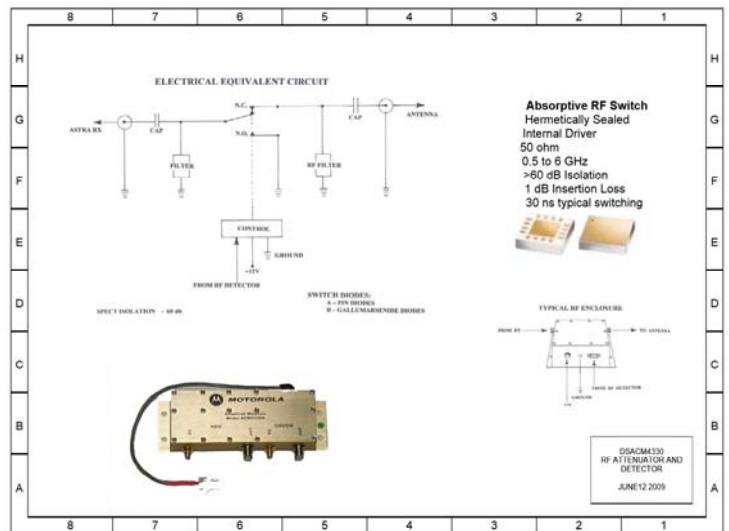 8 7 6 5 4 3 2 1
H H
ELECTRICAL EQUIVALENT CIRCUIT
N.C.
G G
ASTRA RX CAP CAP ANTENNA
N.O.
FILTER RF FILTER
Absorptive RF Switch
Hermetically Sealed
Internal Driver
50 ohm
0.5 to 6 GHz
>60 dB Isolation
1 dB Insertion Loss
30 ns typical switching
F F
CONTROL
E E
GROUND
+12V
FROM RF DETECTOR
SWITCH DIODES:
A – PIN DIODES
B – GALLUMARSENIDE DIODES
D D
SPECT ISOLATION - 60 db
TYPICAL RF ENCLOSURE
FROM RX TO ANTENNA
C C
FROM RF DETECTOR
GROUND
MOTOROLA
B B
DSACM4330
RF ATTENUATOR AND
DETECTOR
JUNE12 2009
A A
8 7 6 5 4 3 2 1